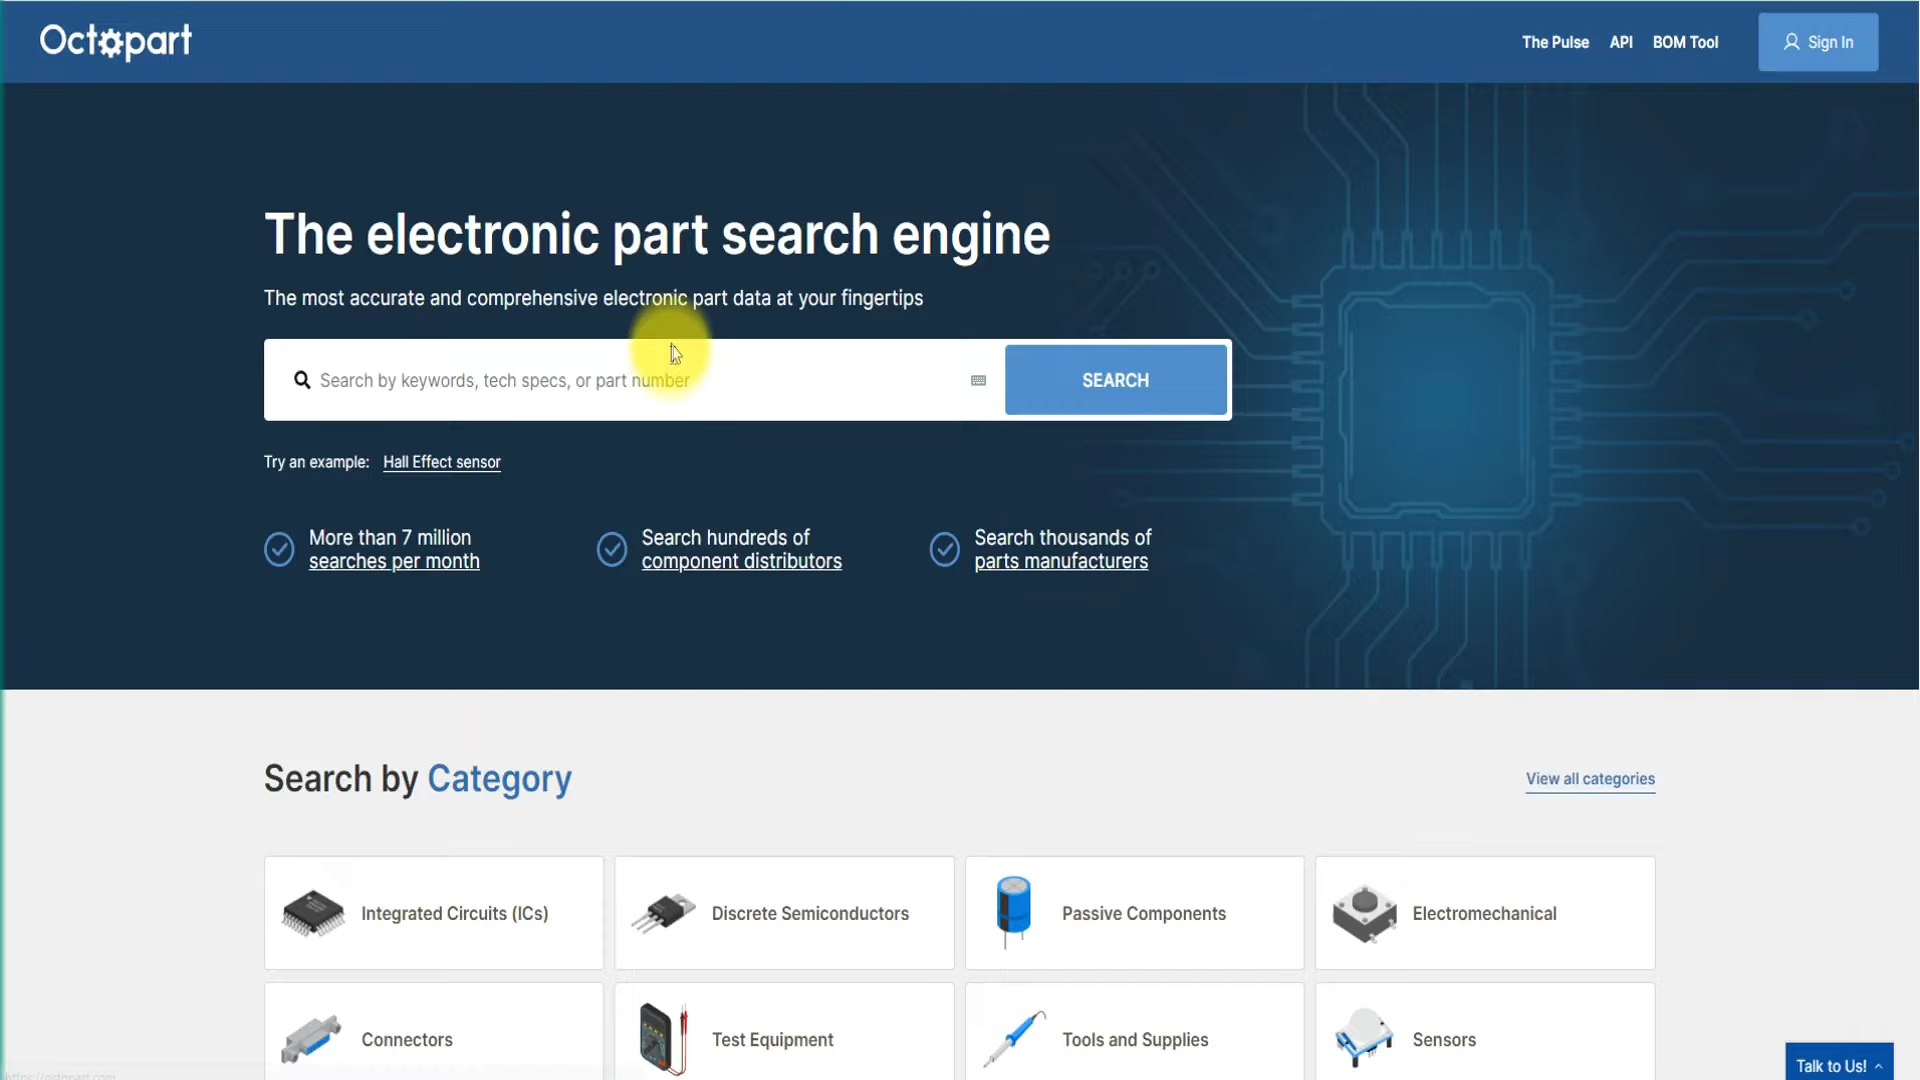 Octopart
The Pulse API BOM Tool Sign In
The electronic part search engine
The most accurate and comprehensive electronic part data at your fingertips
Search by keywords, tech specs, or part number
SEARCH
Try an example: Hall Effect sensor
More than 7 million
searches per month
Search hundreds of
component distributors
Search thousands of
parts manufacturers
Search by Category
View all categories
Integrated Circuits (ICs)
Discrete Semiconductors
Passive Components
Electromechanical
Connectors
Test Equipment
Tools and Supplies
Sensors
Talk to Us!
https://octopart.com